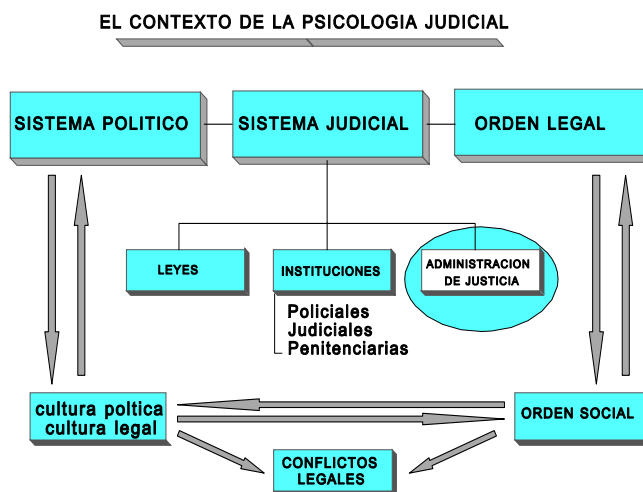 EL CONTEXTO DE LA PSICOLOGIA JUDICIAL
SISTEMA POLITICO
SISTEMA JUDICIAL
ORDEN LEGAL
LEYES
INSTITUCIONES
ADMINISTRACION
DE JUSTICIA
Policiales
Judiciales
Penitenciarias
cultura poltica
cultura legal
ORDEN SOCIAL
CONFLICTOS
LEGALES